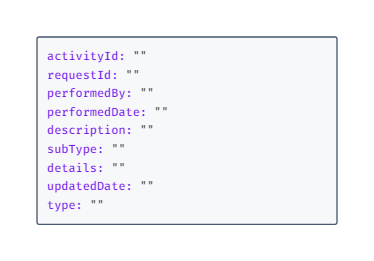 activityId: ""
requestId: ""
performedBy: ""
performedDate: ""
description: ""
subType: ""
details: ""
updatedDate: ""
type: ""